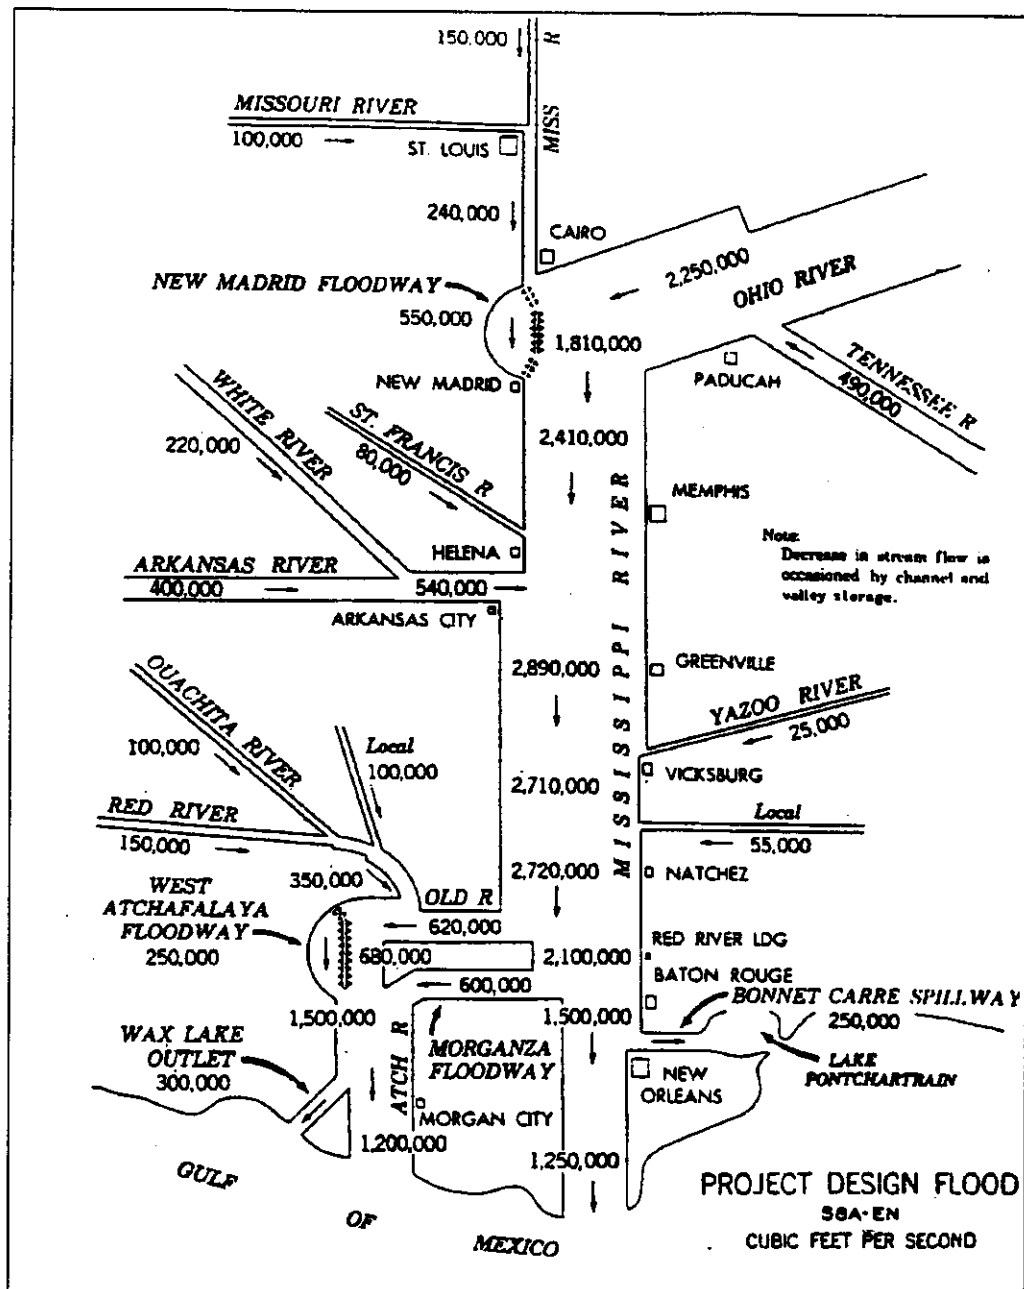 150,000
MISS R
MISSOURI RIVER
100,000
ST. LOUIS
240,000
CAIRO
2,250,000
OHIO RIVER
NEW MADRID FLOODWAY
550,000
1,810,000
NEW MADRID
PADUCAH
TENNESSEE R
490,000
WHITE RIVER
220,000
ST. FRANCIS R
80,000
2,410,000
MEMPHIS
HELENA
Note:
Decrease in stream flow is
occasioned by channel and
valley storage.
ARKANSAS RIVER
400,000
540,000
ARKANSAS CITY
MISSISSIPPI RIVER
2,890,000
GREENVILLE
OUACHITA RIVER
100,000
Local
100,000
YAZOO RIVER
25,000
2,710,000
VICKSBURG
RED RIVER
150,000
Local
55,000
350,000
2,720,000
NATCHEZ
OLD R
620,000
WEST
ATCHAFALAYA
FLOODWAY
250,000
680,000
2,100,000
RED RIVER LDG
BATON ROUGE
600,000
1,500,000
1,500,000
BONNET CARRE SPILLWAY
250,000
WAX LAKE
OUTLET
300,000
ATCH R
MORGANZA
FLOODWAY
LAKE
PONTCHARTRAIN
NEW
ORLEANS
MORGAN CITY
1,200,000
1,250,000
GULF
OF
MEXICO
PROJECT DESIGN FLOOD
58A-EN
CUBIC FEET PER SECOND